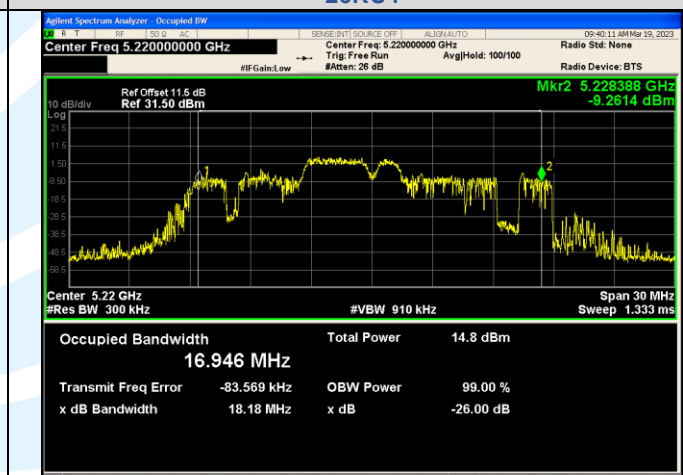 Agilent Spectrum Analyzer - Occupied BW
R T RF 50 Ω AC SENSE:INT SOURCE OFF ALIGN AUTO 09:40:11 AM Mar 19, 2023
Center Freq 5.220000000 GHz Center Freq: 5.220000000 GHz Radio Std: None
Trig: Free Run Avg|Hold: 100/100
#IFGain:Low #Atten: 26 dB Radio Device: BTS
Ref Offset 11.5 dB Mkr2 5.228388 GHz
10 dB/div Ref 31.50 dBm -9.2614 dBm
Log
21.5
11.5
1.50
-8.50
-18.5
-28.5
-38.5
-48.5
-58.5
1
2
Center 5.22 GHz Span 30 MHz
#Res BW 300 kHz #VBW 910 kHz Sweep 1.333 ms
Occupied Bandwidth Total Power 14.8 dBm
16.946 MHz
Transmit Freq Error -83.569 kHz OBW Power 99.00 %
x dB Bandwidth 18.18 MHz x dB -26.00 dB